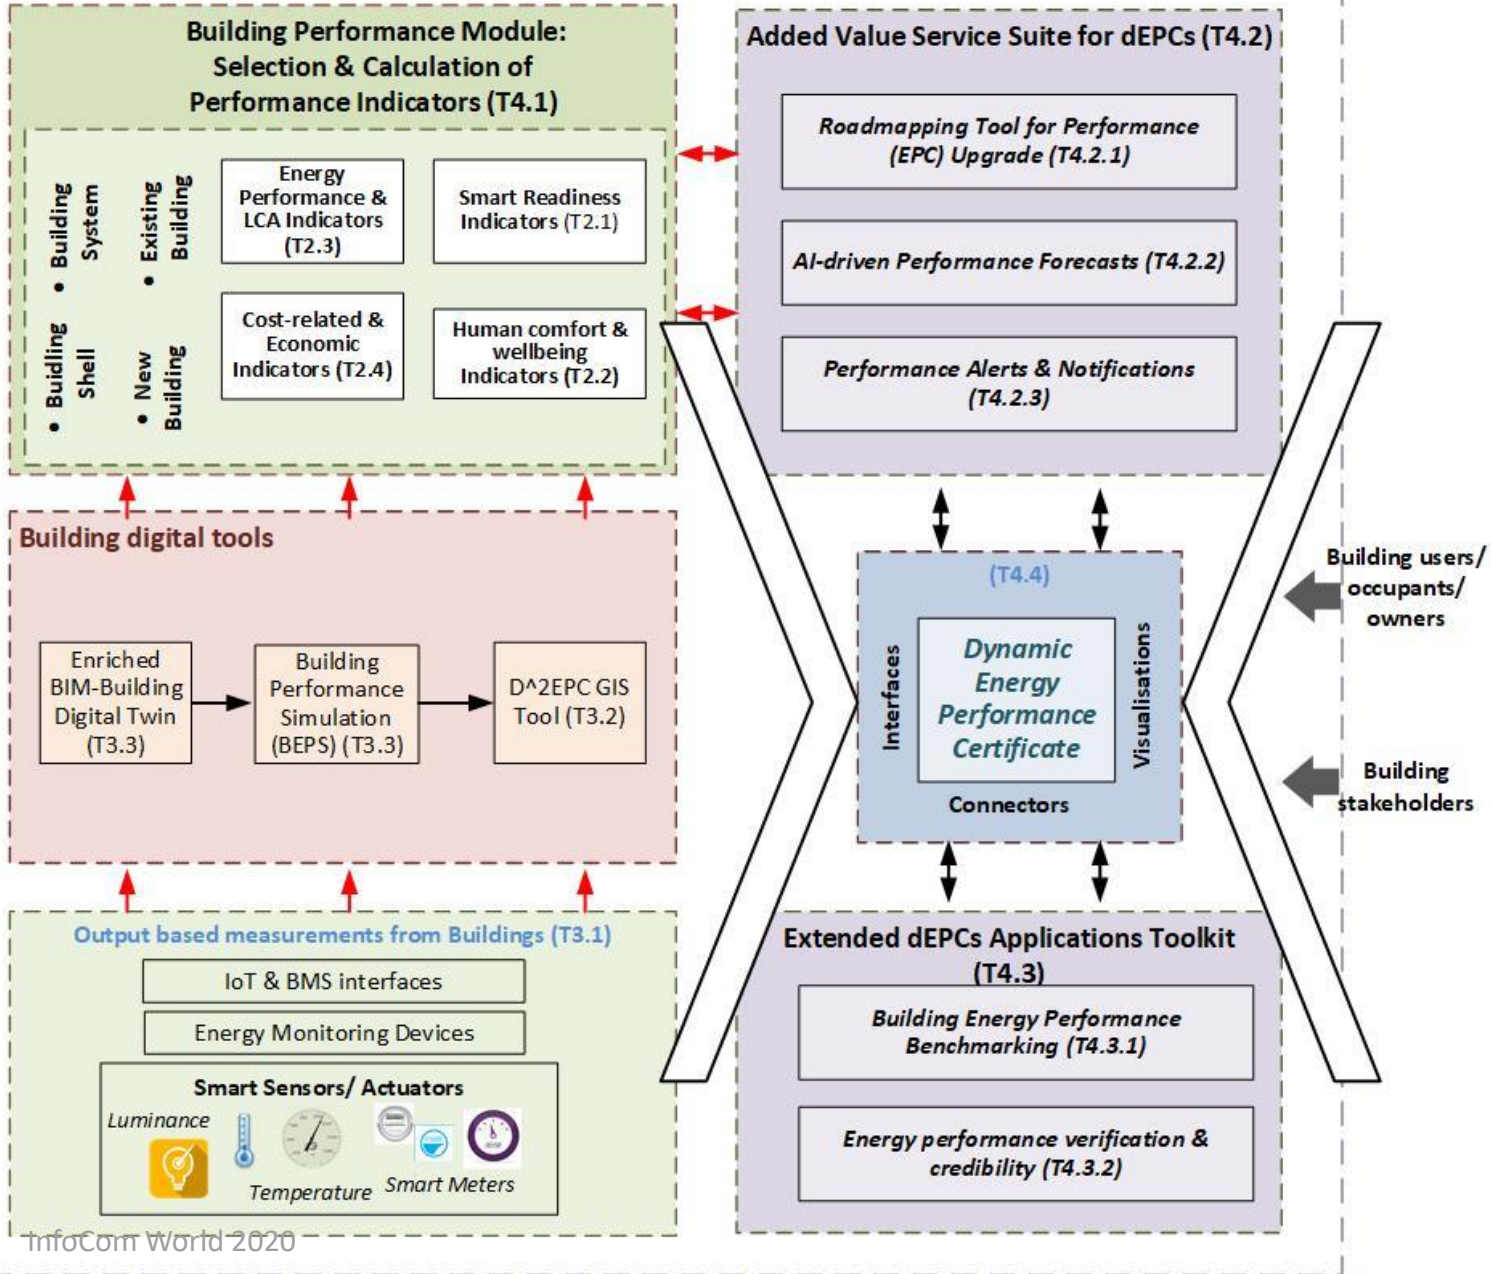 Building Performance Module:
Selection & Calculation of
Performance Indicators (T4.1)
• Building
System
• Existing
Building
• Buidling
Shell
• New
Building
Energy
Performance &
LCA Indicators
(T2.3)
Smart Readiness
Indicators (T2.1)
Cost-related &
Economic
Indicators (T2.4)
Human comfort &
wellbeing
Indicators (T2.2)
Building digital tools
Enriched
BIM-Building
Digital Twin
(T3.3)
Building
Performance
Simulation
(BEPS) (T3.3)
D^2EPC GIS
Tool (T3.2)
Output based measurements from Buildings (T3.1)
IoT & BMS interfaces
Energy Monitoring Devices
Smart Sensors/ Actuators
Luminance
Temperature
Smart Meters
InfoCom World 2020
Added Value Service Suite for dEPCs (T4.2)
Roadmapping Tool for Performance
(EPC) Upgrade (T4.2.1)
AI-driven Performance Forecasts (T4.2.2)
Performance Alerts & Notifications
(T4.2.3)
(T4.4)
Interfaces
Dynamic
Energy
Performance
Certificate
Visualisations
Connectors
Extended dEPCs Applications Toolkit
(T4.3)
Building Energy Performance
Benchmarking (T4.3.1)
Energy performance verification &
credibility (T4.3.2)
Building users/
occupants/
owners
Building
stakeholders